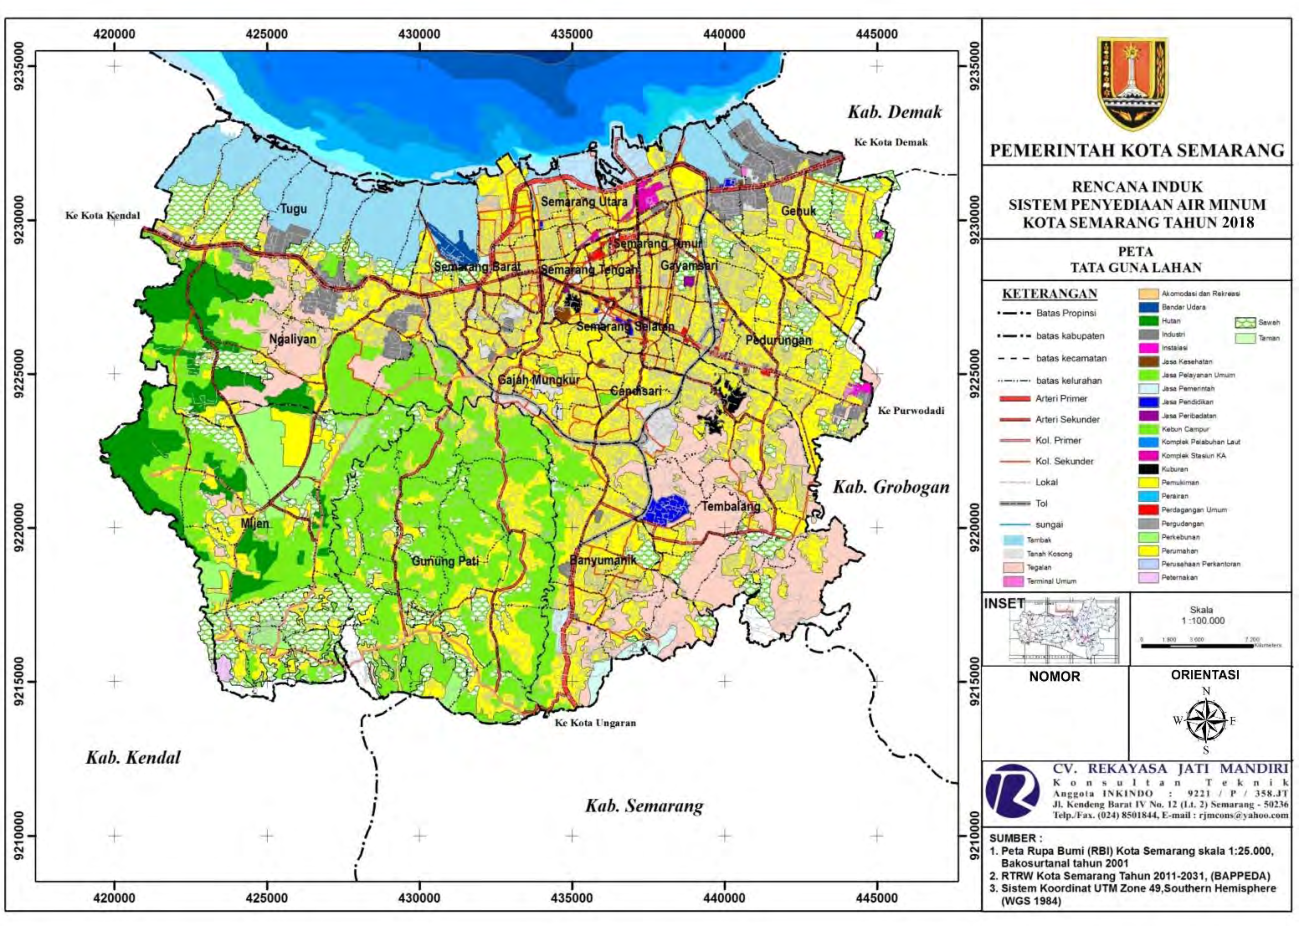 420000
425000
430000
435000
440000
445000
9235000
9230000
9225000
9220000
9215000
9210000
9235000
9230000
9225000
9220000
9215000
9210000
Kab. Demak
Ke Kota Demak
Ke Kota Kendal
Tugu
Semarang Utara
Genuk
Semarang Timur
Semarang Barat
Semarang Tengah
Gayamsari
Semarang Selatan
Ngaliyan
Pedurungan
Gajah Mungkur
Candisari
Ke Purwodadi
Kab. Grobogan
Mijen
Tembalang
Gunung Pati
Banyumanik
Ke Kota Ungaran
Kab. Kendal
Kab. Semarang
420000
425000
430000
435000
440000
445000
PEMERINTAH KOTA SEMARANG
RENCANA INDUK
SISTEM PENYEDIAAN AIR MINUM
KOTA SEMARANG TAHUN 2018
PETA
TATA GUNA LAHAN
KETERANGAN
Batas Propinsi
batas kabupaten
batas kecamatan
batas kelurahan
Arteri Primer
Arteri Sekunder
Kol. Primer
Kol. Sekunder
Lokal
Tol
sungai
Tambak
Tanah Kosong
Tegalan
Terminal Umum
Akomodasi dan Rekreasi
Bandar Udara
Hutan
Industri
Instalasi
Jasa Kesehatan
Jasa Pelayanan Umum
Jasa Pemerintah
Jasa Pendidikan
Jasa Peribadatan
Kebun Campur
Komplek Pelabuhan Laut
Komplek Stasiun KA
Kuburan
Pemukiman
Perairan
Perdagangan Umum
Pergudangan
Perkebunan
Perumahan
Perusahaan Perkantoran
Peternakan
Sawah
Taman
INSET
Skala
1 :100.000
Kilometers
NOMOR
ORIENTASI
N
W E
S
CV. REKAYASA JATI MANDIRI
Konsultan Teknik
Anggota INKINDO : 9221 / P / 358.JT
Jl. Kendeng Barat IV No. 12 (Lt. 2) Semarang - 50236
Telp./Fax. (024) 8501844, E-mail : rjmcons@yahoo.com
SUMBER :
1. Peta Rupa Bumi (RBI) Kota Semarang skala 1:25.000,
Bakosurtanal tahun 2001
2. RTRW Kota Semarang Tahun 2011-2031, (BAPPEDA)
3. Sistem Koordinat UTM Zone 49,Southern Hemisphere
(WGS 1984)